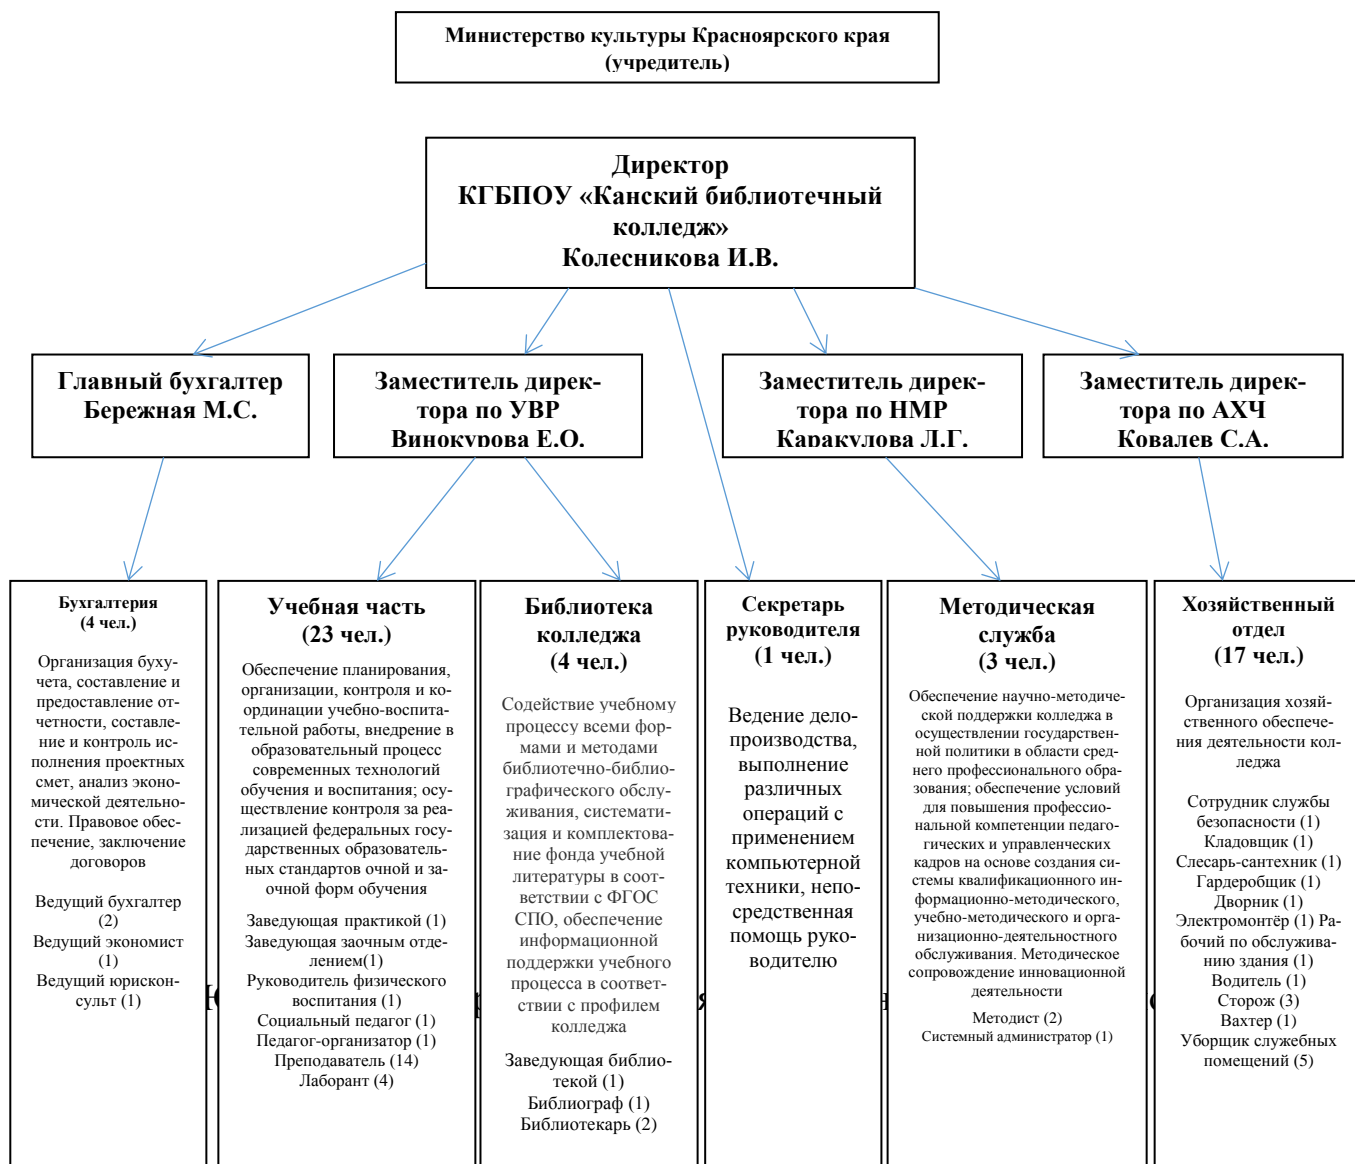 Министерство культуры Красноярского края
(учредитель)
Директор
КГБПОУ «Канский библиотечный
колледж»
Колесникова И.В.
Главный бухгалтер
Бережная М.С.
Заместитель дирек-
тора по УВР
Винокурова Е.О.
Заместитель дирек-
тора по НМР
Каракулова Л.Г.
Заместитель дирек-
тора по АХЧ
Ковалев С.А.
Бухгалтерия
(4 чел.)
Организация буху-
чета, составление и
предоставление от-
четности, составле-
ние и контроль ис-
полнения проектных
смет, анализ эконо-
мической деятельно-
сти. Правовое обес-
печение, заключение
договоров
Ведущий бухгалтер
(2)
Ведущий экономист
(1)
Ведущий юрискон-
сульт (1)
Учебная часть
(23 чел.)
Обеспечение планирования,
организации, контроля и ко-
ординации учебно-воспита-
тельной работы, внедрение в
образовательный процесс
современных технологий
обучения и воспитания; осу-
ществление контроля за реа-
лизацией федеральных госу-
дарственных образователь-
ных стандартов очной и за-
очной форм обучения
Заведующая практикой (1)
Заведующая заочным отде-
лением(1)
Руководитель физического
воспитания (1)
Социальный педагог (1)
Педагог-организатор (1)
Преподаватель (14)
Лаборант (4)
Библиотека
колледжа
(4 чел.)
Содействие учебному
процессу всеми фор-
мами и методами
библиотечно-библио-
графического обслу-
живания, системати-
зация и комплектова-
ние фонда учебной
литературы в соот-
ветствии с ФГОС
СПО, обеспечение
информационной
поддержки учебного
процесса в соответ-
ствии с профилем
колледжа
Заведующая библио-
текой (1)
Библиограф (1)
Библиотекарь (2)
Секретарь
руководителя
(1 чел.)
Ведение дело-
производства,
выполнение
различных
операций с
применением
компьютерной
техники, непо-
средственная
помощь руко-
водителю
Методическая
служба
(3 чел.)
Обеспечение научно-методиче-
ской поддержки колледжа в
осуществлении государствен-
ной политики в области сред-
него профессионального обра-
зования; обеспечение условий
для повышения профессио-
нальной компетенции педаго-
гических и управленческих
кадров на основе создания си-
стемы квалификационного ин-
формационно-методического,
учебно-методического и орга-
низационно-деятельностного
обслуживания. Методическое
сопровождение инновационной
деятельности
Методист (2)
Системный администратор (1)
Хозяйственный
отдел
(17 чел.)
Организация хозяй-
ственного обеспече-
ния деятельности кол-
леджа
Сотрудник службы
безопасности (1)
Кладовщик (1)
Слесарь-сантехник (1)
Гардеробщик (1)
Дворник (1)
Электромонтёр (1) Ра-
бочий по обслужива-
нию здания (1)
Водитель (1)
Сторож (3)
Вахтер (1)
Уборщик служебных
помещений (5)